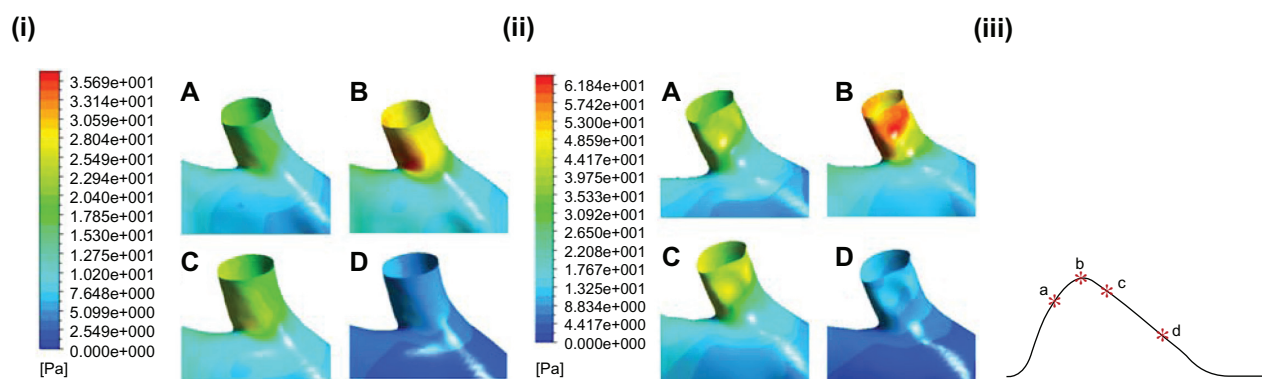 (i)
3.569e+001
3.314e+001
3.059e+001
2.804e+001
2.549e+001
2.294e+001
2.040e+001
1.785e+001
1.530e+001
1.275e+001
1.020e+001
7.648e+000
5.099e+000
2.549e+000
0.000e+000
[Pa]
A
B
C
D
(ii)
6.184e+001
5.742e+001
5.300e+001
4.859e+001
4.417e+001
3.975e+001
3.533e+001
3.092e+001
2.650e+001
2.208e+001
1.767e+001
1.325e+001
8.834e+000
4.417e+000
0.000e+000
[Pa]
A
B
C
D
(iii)
a
b
c
d